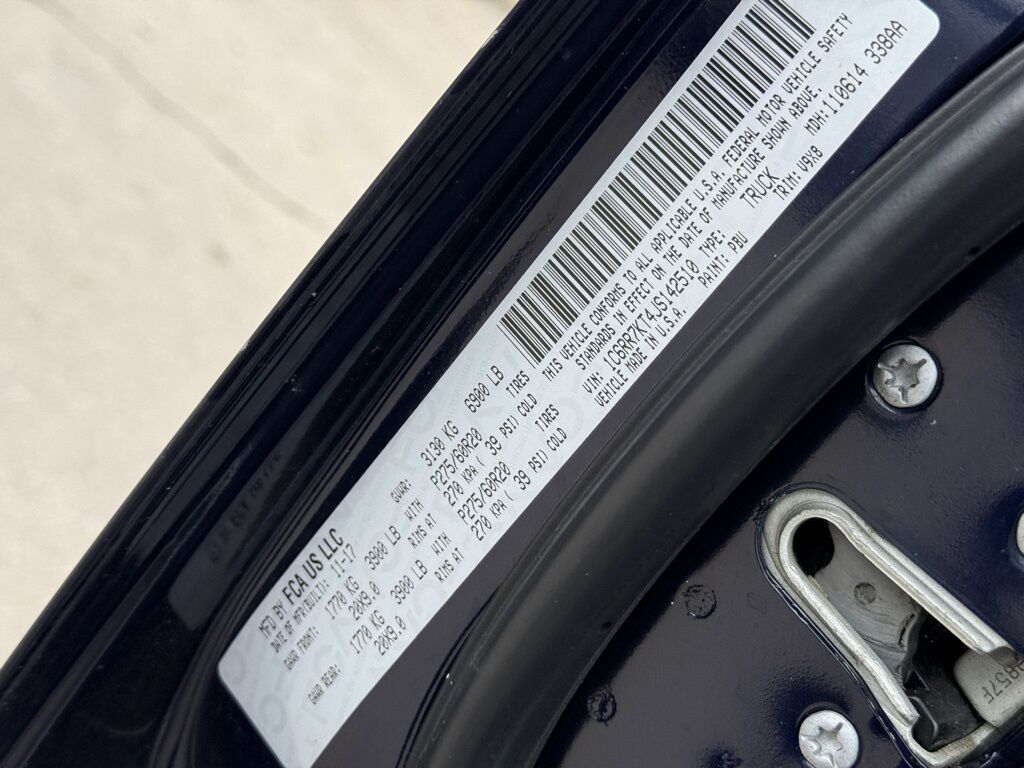 MFD BY FCA US LLC
DATE OF MFR(BUILT): 11-17 GVWR: 3130 KG 6900 LB
GAWR FRONT: 1770 KG 3900 LB WITH P275/60R20 TIRES
20X9.0 RIMS AT 270 KPA( 39 PSI) COLD
GAWR REAR: 1770 KG 3900 LB WITH P275/60R20 TIRES
20X9.0 RIMS AT 270 KPA( 39 PSI) COLD
THIS VEHICLE CONFORMS TO ALL APPLICABLE U.S.A. FEDERAL MOTOR VEHICLE SAFETY
STANDARDS IN EFFECT ON THE DATE OF MANUFACTURE SHOWN ABOVE.
VIN: 1C6RR7KT4JS142510 TYPE: TRUCK MDH:110614 338AA
VEHICLE MADE IN U.S.A. PAINT: PBU TRIM: V9X8
2857F